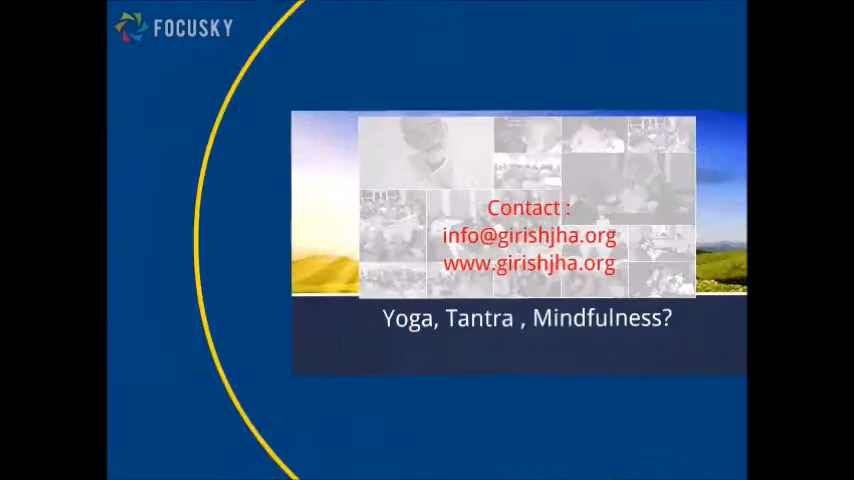 FOCUSKY
Contact :
info@girishjha.org
www.girishjha.org
Yoga, Tantra , Mindfulness?